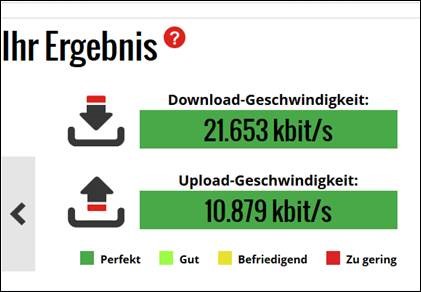 Ihr Ergebnis ?
Download-Geschwindigkeit:
21.653 kbit/s
Upload-Geschwindigkeit:
10.879 kbit/s
Perfekt Gut Befriedigend Zu gering